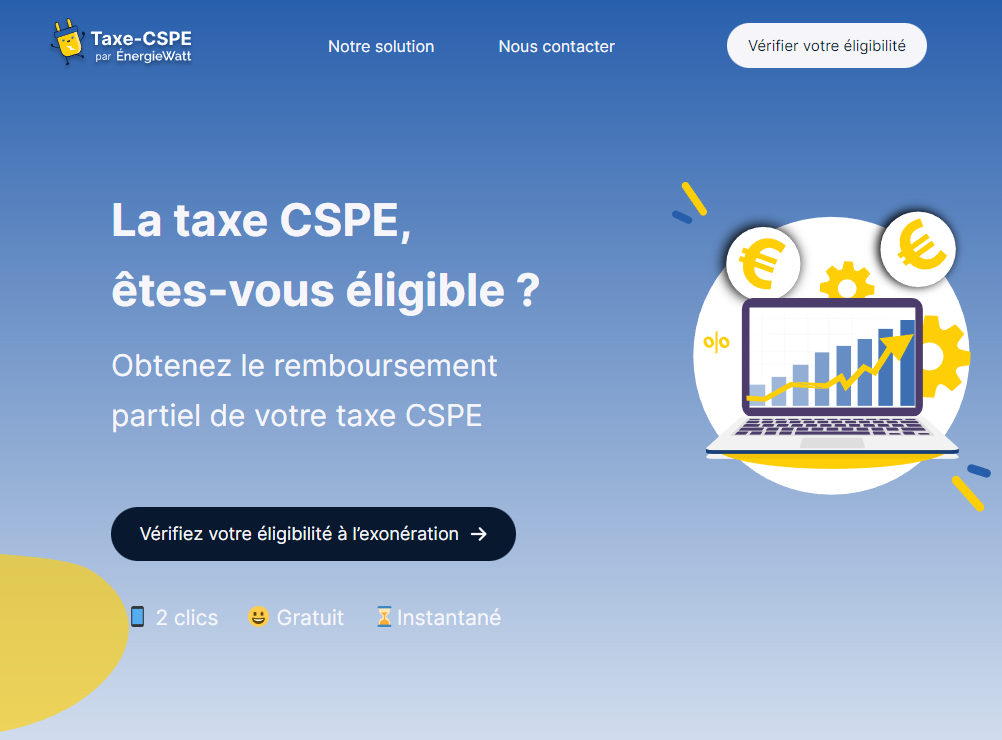 Taxe-CSPE
par ÉnergieWatt
Notre solution
Nous contacter
Vérifier votre éligibilité
La taxe CSPE,
êtes-vous éligible ?
Obtenez le remboursement
partiel de votre taxe CSPE
€
€
%
Vérifiez votre éligibilité à l’exonération →
2 clics
Gratuit
Instantané